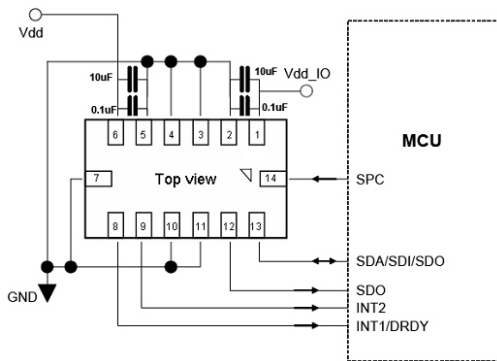 Vdd
10uF
10uF
Vdd_IO
0.1uF
0.1uF
MCU
6
5
4
3
2
1
7
Top view
14
SPC
8
9
10
11
12
13
SDA/SDI/SDO
SDO
GND
INT2
INT1/DRDY